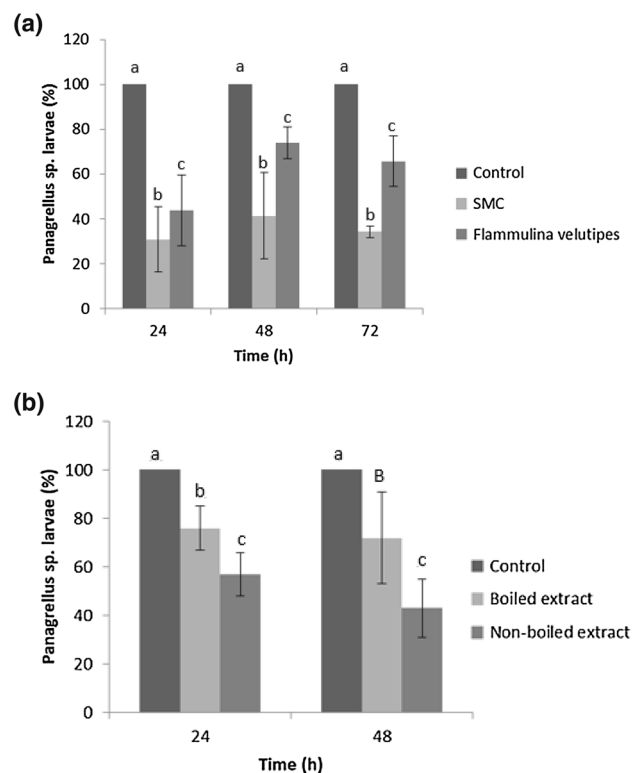 (a)
120
100
80
60
40
20
0
Panagrellus sp. larvae (%)
a
b
c
a
b
c
a
b
c
24
48
72
Time (h)
Control
SMC
Flammulina velutipes
(b)
120
100
80
60
40
20
0
Panagrellus sp. larvae (%)
a
b
c
a
B
c
24
48
Time (h)
Control
Boiled extract
Non-boiled extract